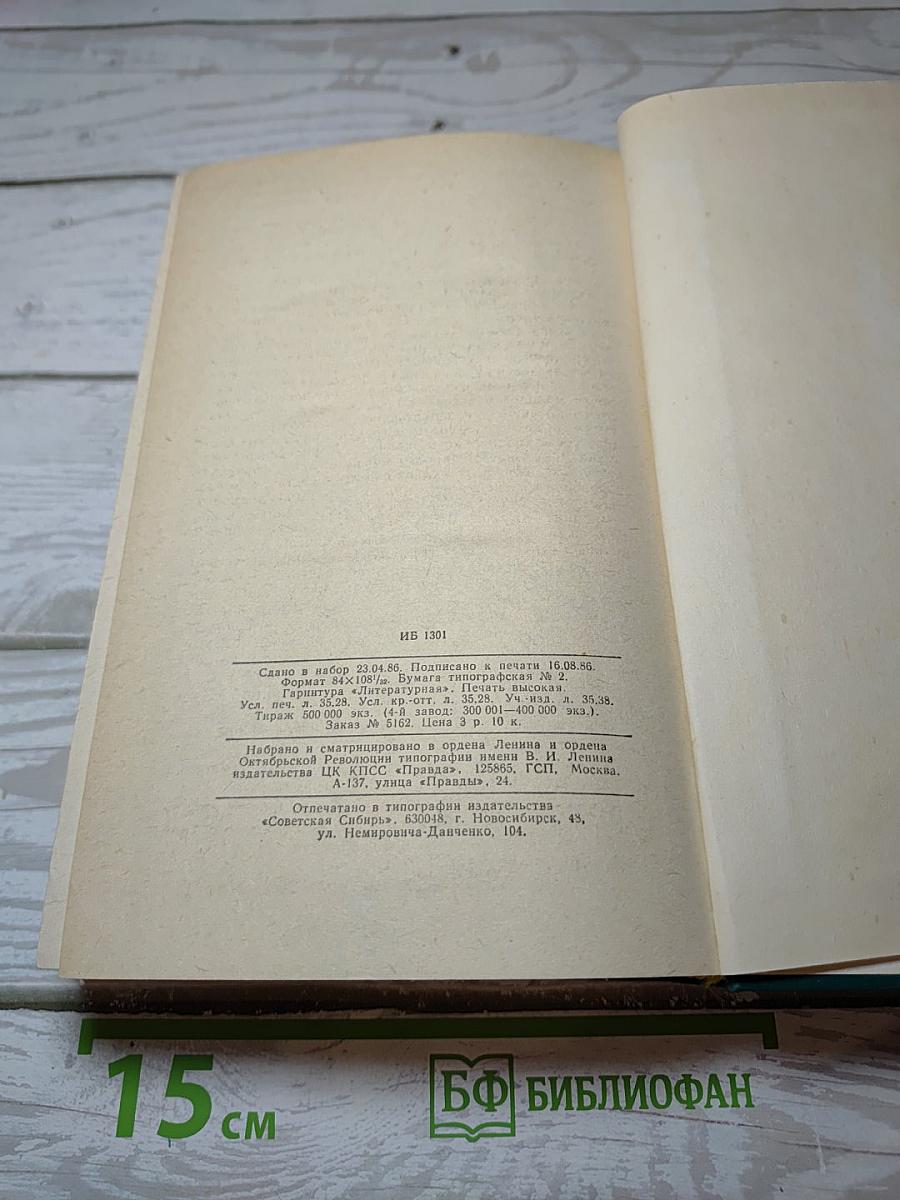 ИБ 1301
Сдано в набор 23.04.86. Подписано к печати 16.08.86.
Формат 84×108¹/₃₂. Бумага типографская № 2.
Гарнитура «Литературная». Печать высокая.
Усл. печ. л. 35,28. Усл. кр.-отт. л. 35,28. Уч.-изд. л. 35,38.
Тираж 500 000 экз. (4-й завод: 300 001—400 000 экз.).
Заказ № 5162. Цена 3 р. 10 к.
Набрано и сматрицировано в ордена Ленина и ордена
Октябрьской Революции типографии имени В. И. Ленина
издательства ЦК КПСС «Правда». 125865, ГСП, Москва,
А-137, улица «Правды», 24.
Отпечатано в типографии издательства
«Советская Сибирь». 630048, г. Новосибирск, 48,
ул. Немировича-Данченко, 104.
15 см
БФ БИБЛИОФАН